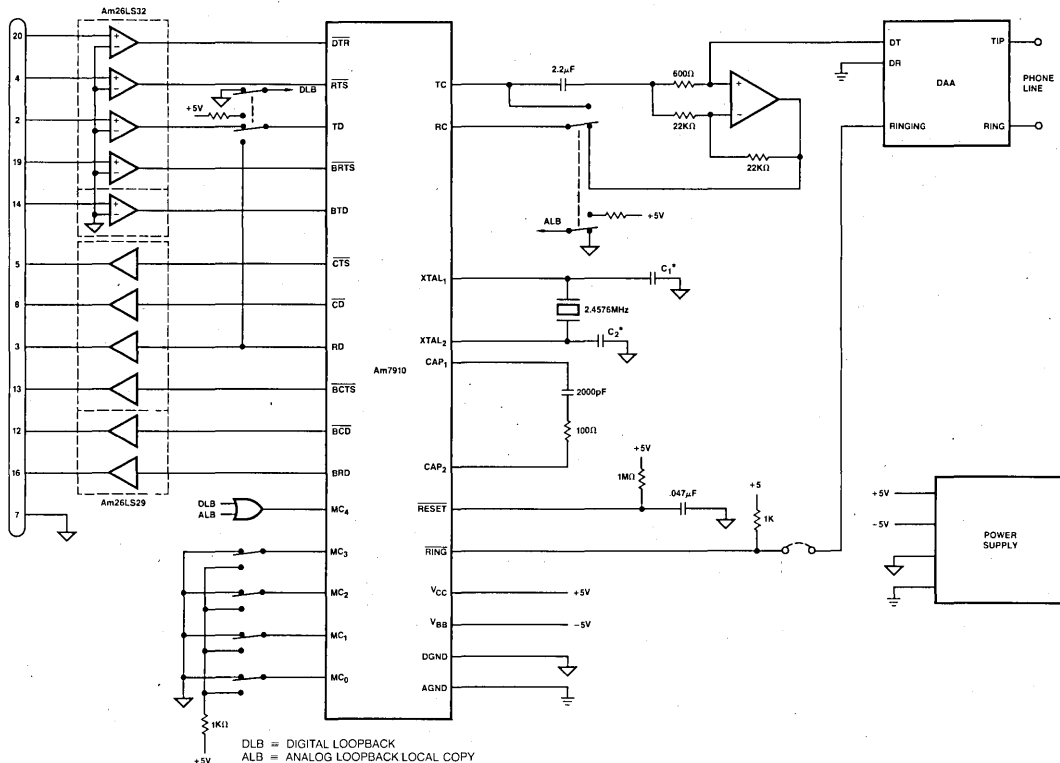 Am26LS32
20
4
2
19
14
5
8
3
13
12
16
7
DTR
RTS
DLB
+5V
TD
BRTS
BTD
CTS
CD
RD
BCTS
BCD
BRD
Am26LS29
DLB
ALB
MC4
MC3
MC2
MC1
MC0
1KΩ
+5V
Am7910
TC
RC
XTAL1
XTAL2
CAP1
CAP2
RESET
RING
VCC
VBB
DGND
AGND
2.2μF
600Ω
22KΩ
22KΩ
ALB
+5V
C1*
2.4576MHz
C2*
2000pF
100Ω
+5V
1MΩ
.047μF
+5
1K
+5V
−5V
DT
DR
RINGING
DAA
TIP
RING
PHONE
LINE
+5V
−5V
POWER
SUPPLY
DLB ≡ DIGITAL LOOPBACK
ALB ≡ ANALOG LOOPBACK LOCAL COPY